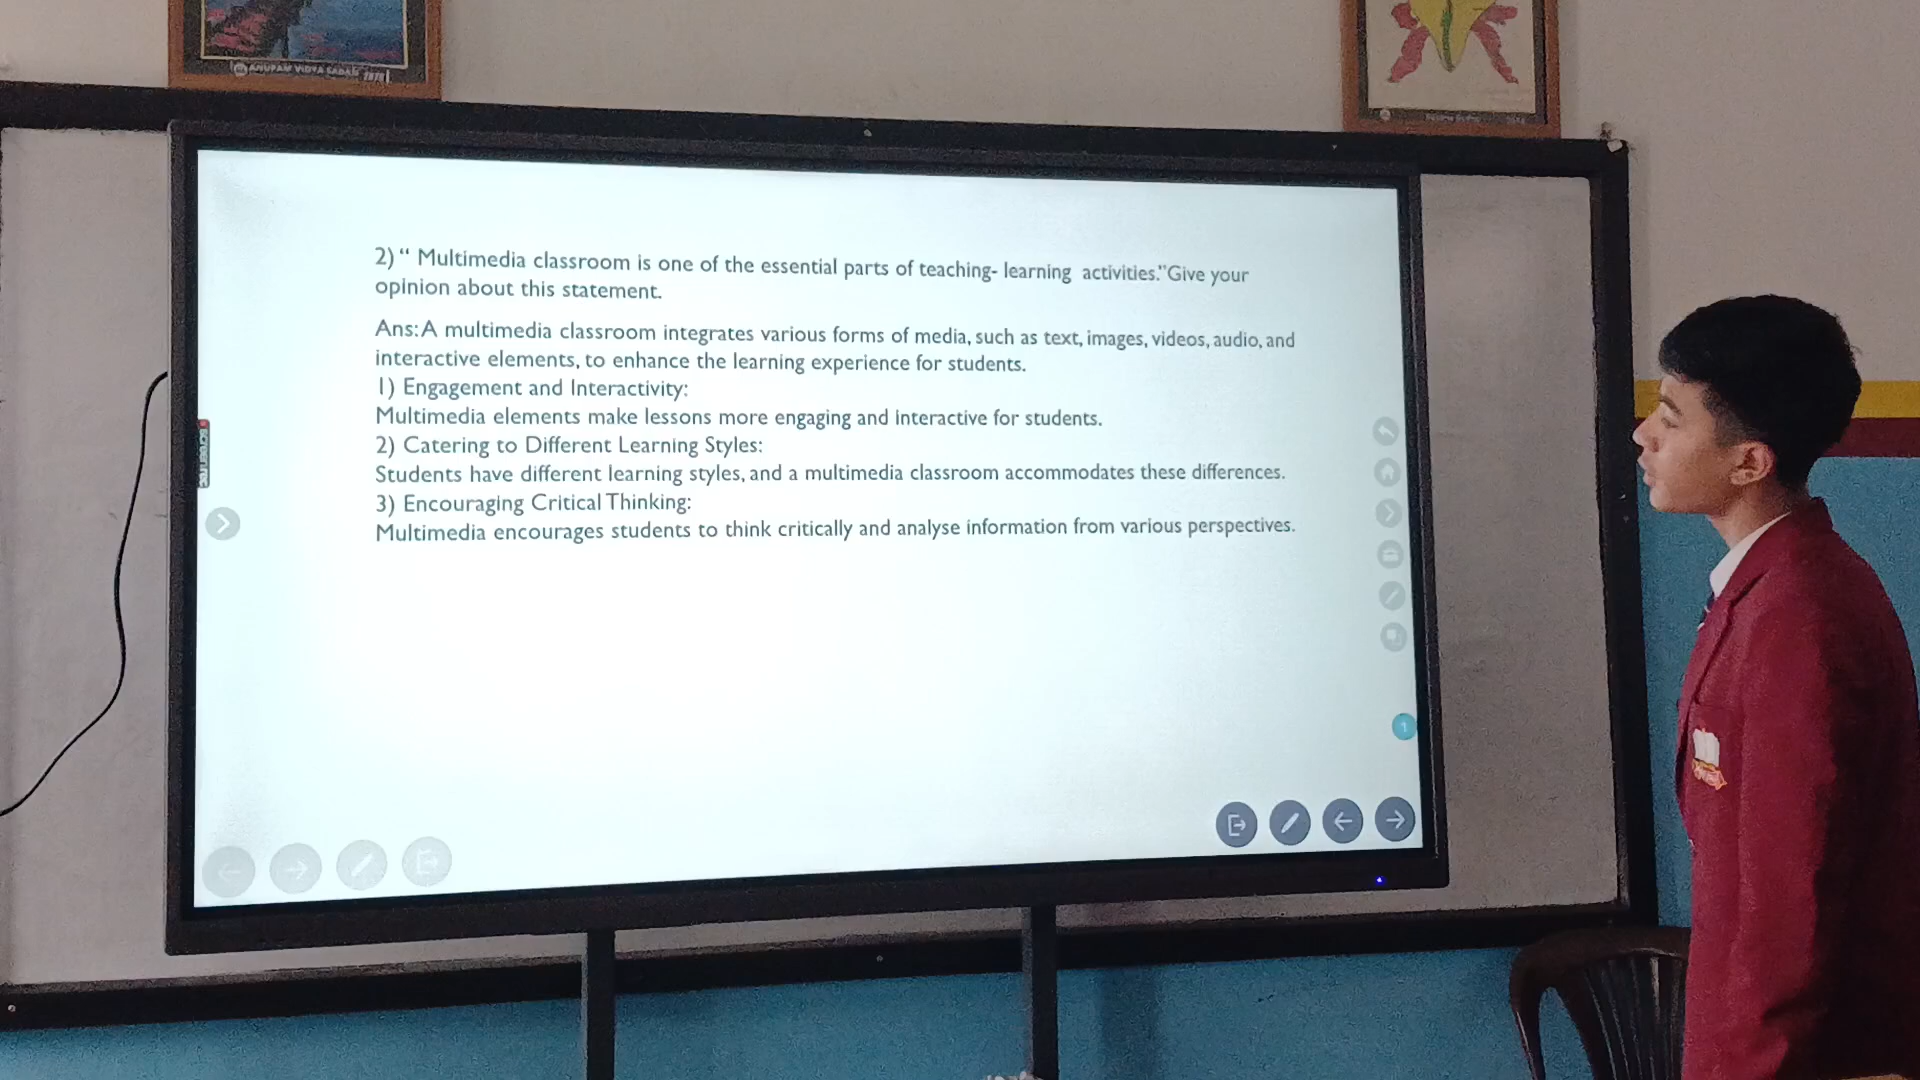 ANUPAM VIDYA SADAN
2) “ Multimedia classroom is one of the essential parts of teaching- learning activities.”Give your
opinion about this statement.
Ans: A multimedia classroom integrates various forms of media, such as text, images, videos, audio, and
interactive elements, to enhance the learning experience for students.
1) Engagement and Interactivity:
Multimedia elements make lessons more engaging and interactive for students.
2) Catering to Different Learning Styles:
Students have different learning styles, and a multimedia classroom accommodates these differences.
3) Encouraging Critical Thinking:
Multimedia encourages students to think critically and analyse information from various perspectives.
1